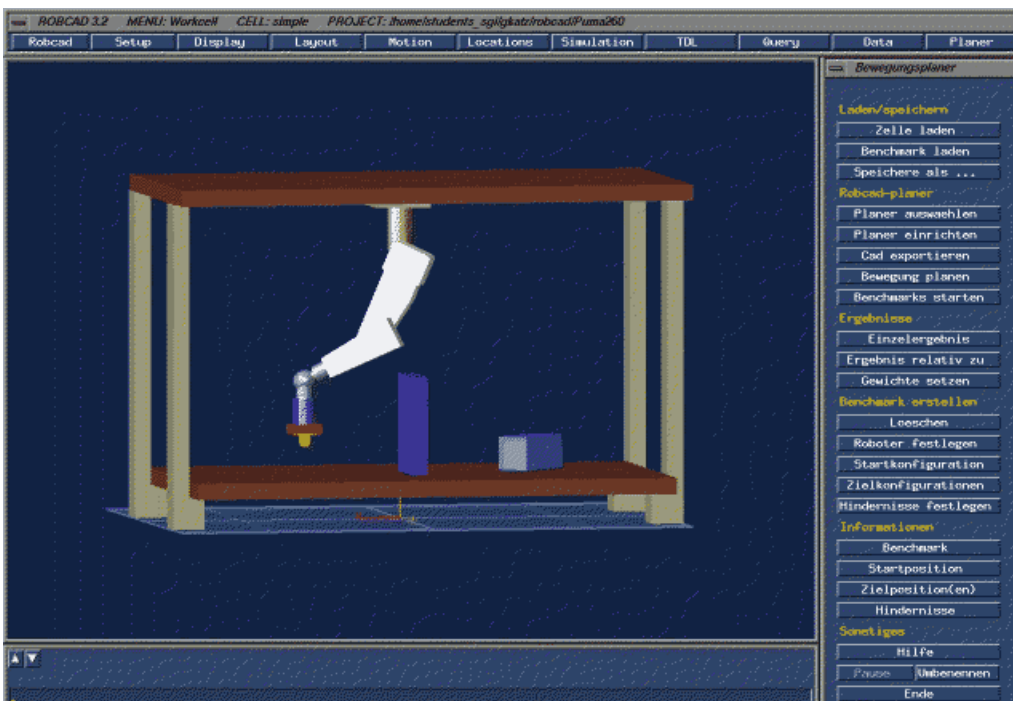 ROBCAD 3.2 MENU: Workcell CELL: simple PROJECT: /home/students_sgi/gkatz/robcad/Puma260
Robcad Setup Display Layout Motion Locations Simulation TDL Query Data Planer
Bewegungsplaner
Laden/speichern
Zelle laden
Benchmark laden
Speichere als ...
Robcad-planer
Planer auswaehlen
Planer einrichten
Cad exportieren
Bewegung planen
Benchmarks starten
Ergebnisse
Einzelergebnis
Ergebnis relativ zu
Gewichte setzen
Benchmark erstellen
Loeschen
Roboter festlegen
Startkonfiguration
Zielkonfigurationen
Hindernisse festlegen
Informationen
Benchmark
Startposition
Zielposition(en)
Hindernisse
Sonstiges
Hilfe
Pause Umbenennen
Ende